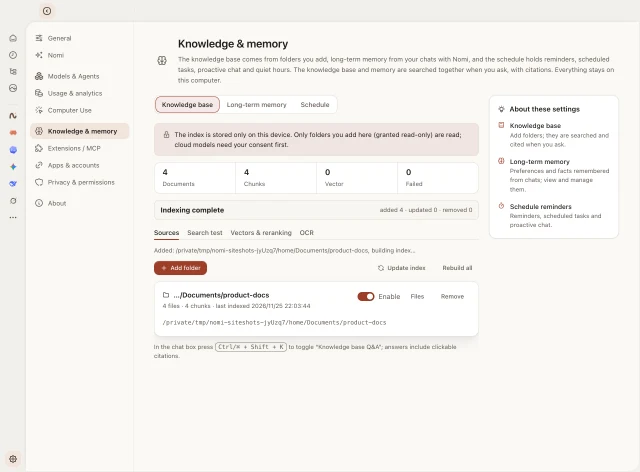 General
Nomi
Models & Agents
Usage & analytics
Computer Use
Knowledge & memory
Extensions / MCP
Apps & accounts
Privacy & permissions
About
Knowledge & memory
The knowledge base comes from folders you add, long-term memory from your chats with Nomi, and the schedule holds reminders, scheduled
tasks, proactive chat and quiet hours. The knowledge base and memory are searched together when you ask, with citations. Everything stays on
this computer.
Knowledge base
Long-term memory
Schedule
The index is stored only on this device. Only folders you add here (granted read-only) are read;
cloud models need your consent first.
4
Documents
4
Chunks
0
Vector
0
Failed
Indexing complete
added 4 · updated 0 · removed 0
Sources
Search test
Vectors & reranking
OCR
Added: /private/tmp/nomi-siteshots-jyUzq7/home/Documents/product-docs, building index...
Add folder
Update index
Rebuild all
.../Documents/product-docs
4 files · 4 chunks · last indexed 2026/11/25 22:03:44
Enable
Files
Remove
/private/tmp/nomi-siteshots-jyUzq7/home/Documents/product-docs
In the chat box press Ctrl/⌘ + Shift + K to toggle "Knowledge base Q&A"; answers include clickable
citations.
About these settings
Knowledge base
Add folders; they are searched and
cited when you ask.
Long-term memory
Preferences and facts remembered
from chats; view and manage
them.
Schedule reminders
Reminders, scheduled tasks and
proactive chat.